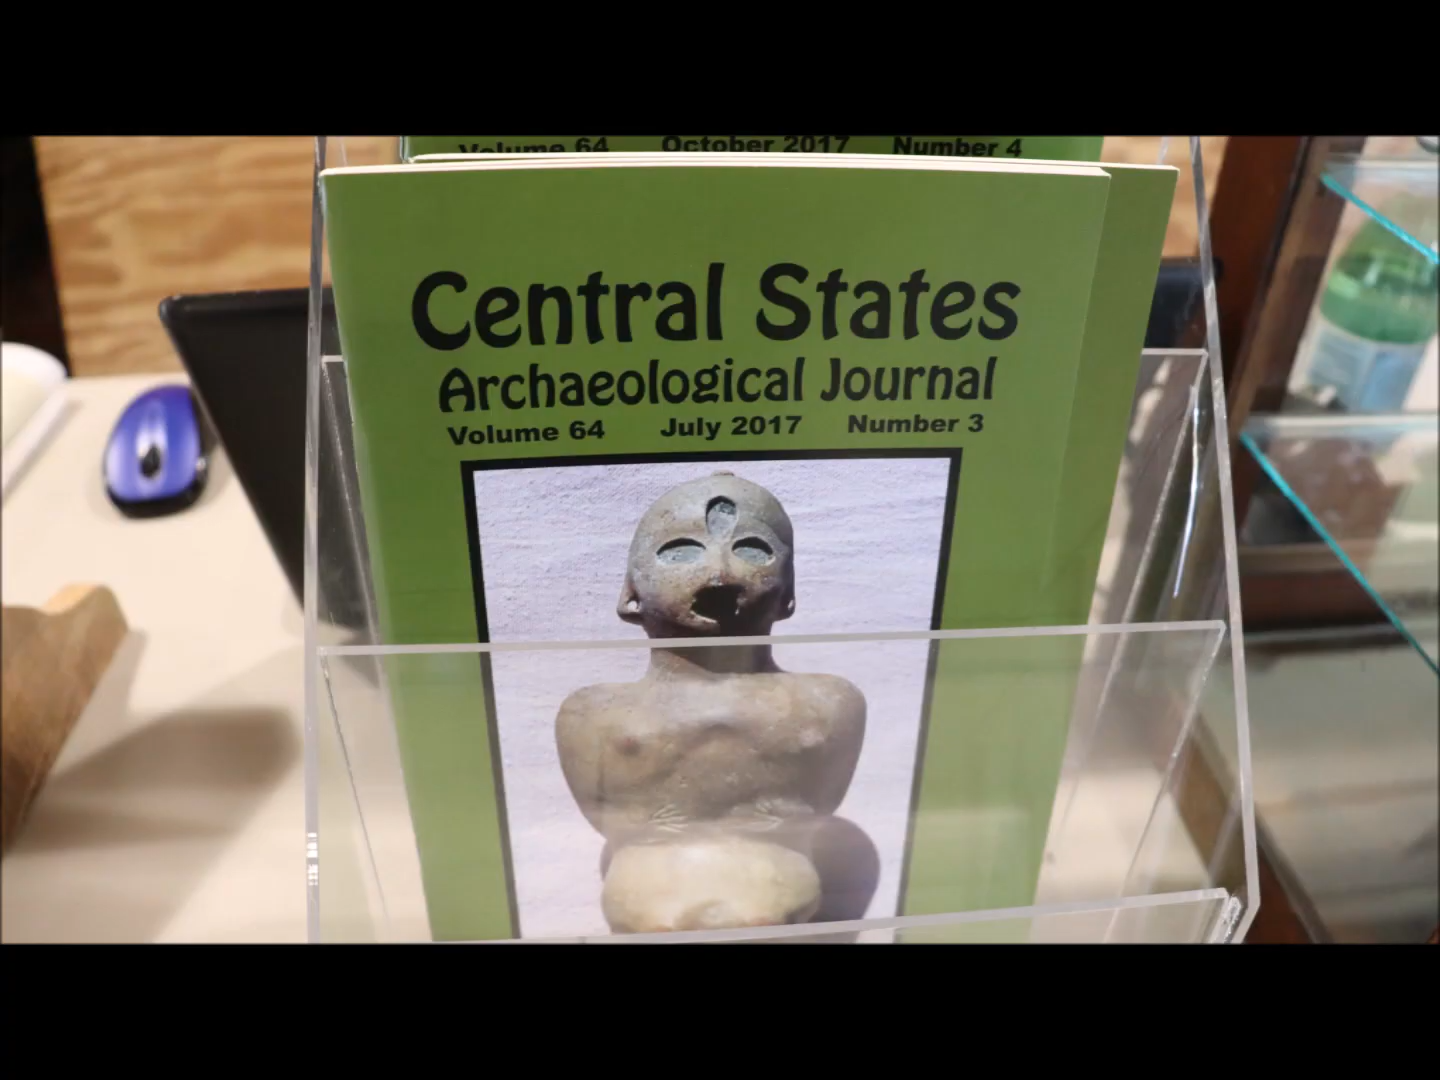 Volume 64 October 2017 Number 4
Central States
Archaeological Journal
Volume 64 July 2017 Number 3